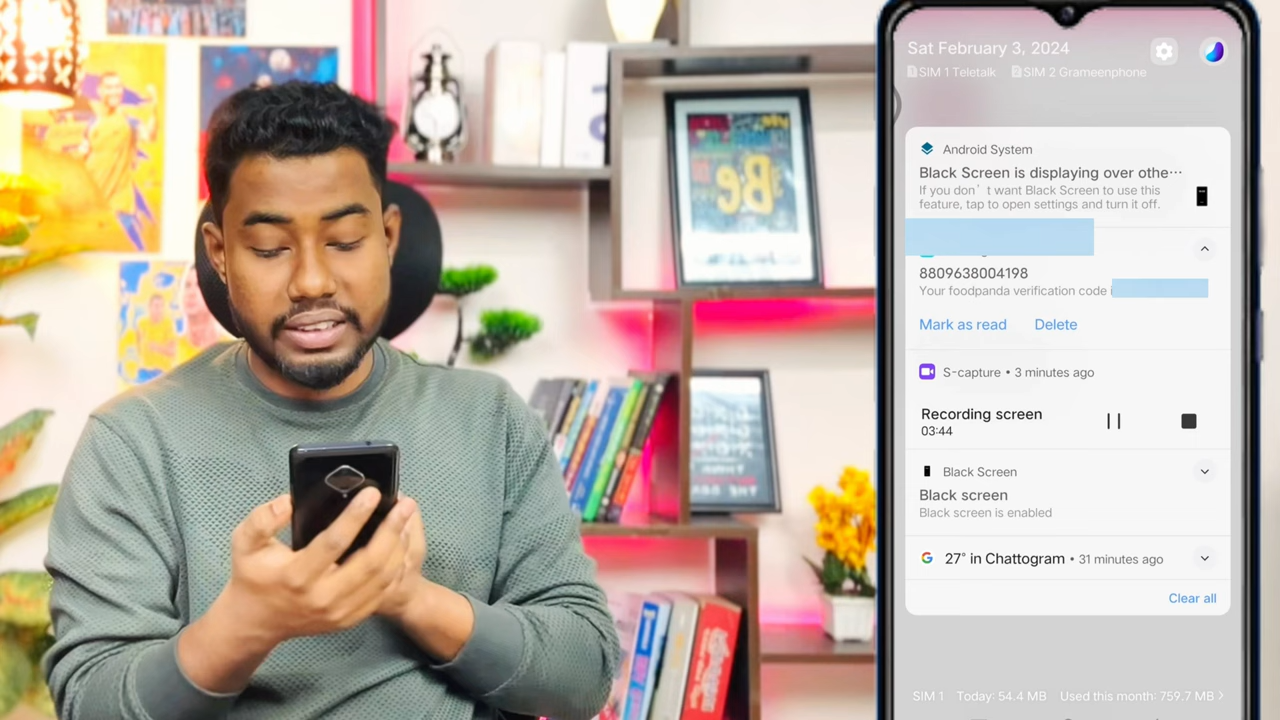 Sat February 3, 2024
SIM 1 Teletalk SIM 2 Grameenphone
Android System
Black Screen is displaying over othe···
If you don’t want Black Screen to use this
feature, tap to open settings and turn it off.
8809638004198
Your foodpanda verification code
Mark as read Delete
S-capture • 3 minutes ago
Recording screen
03:44
Black Screen
Black screen
Black screen is enabled
27° in Chattogram • 31 minutes ago
Clear all
SIM 1 Today: 54.4 MB Used this month: 759.7 MB
Be